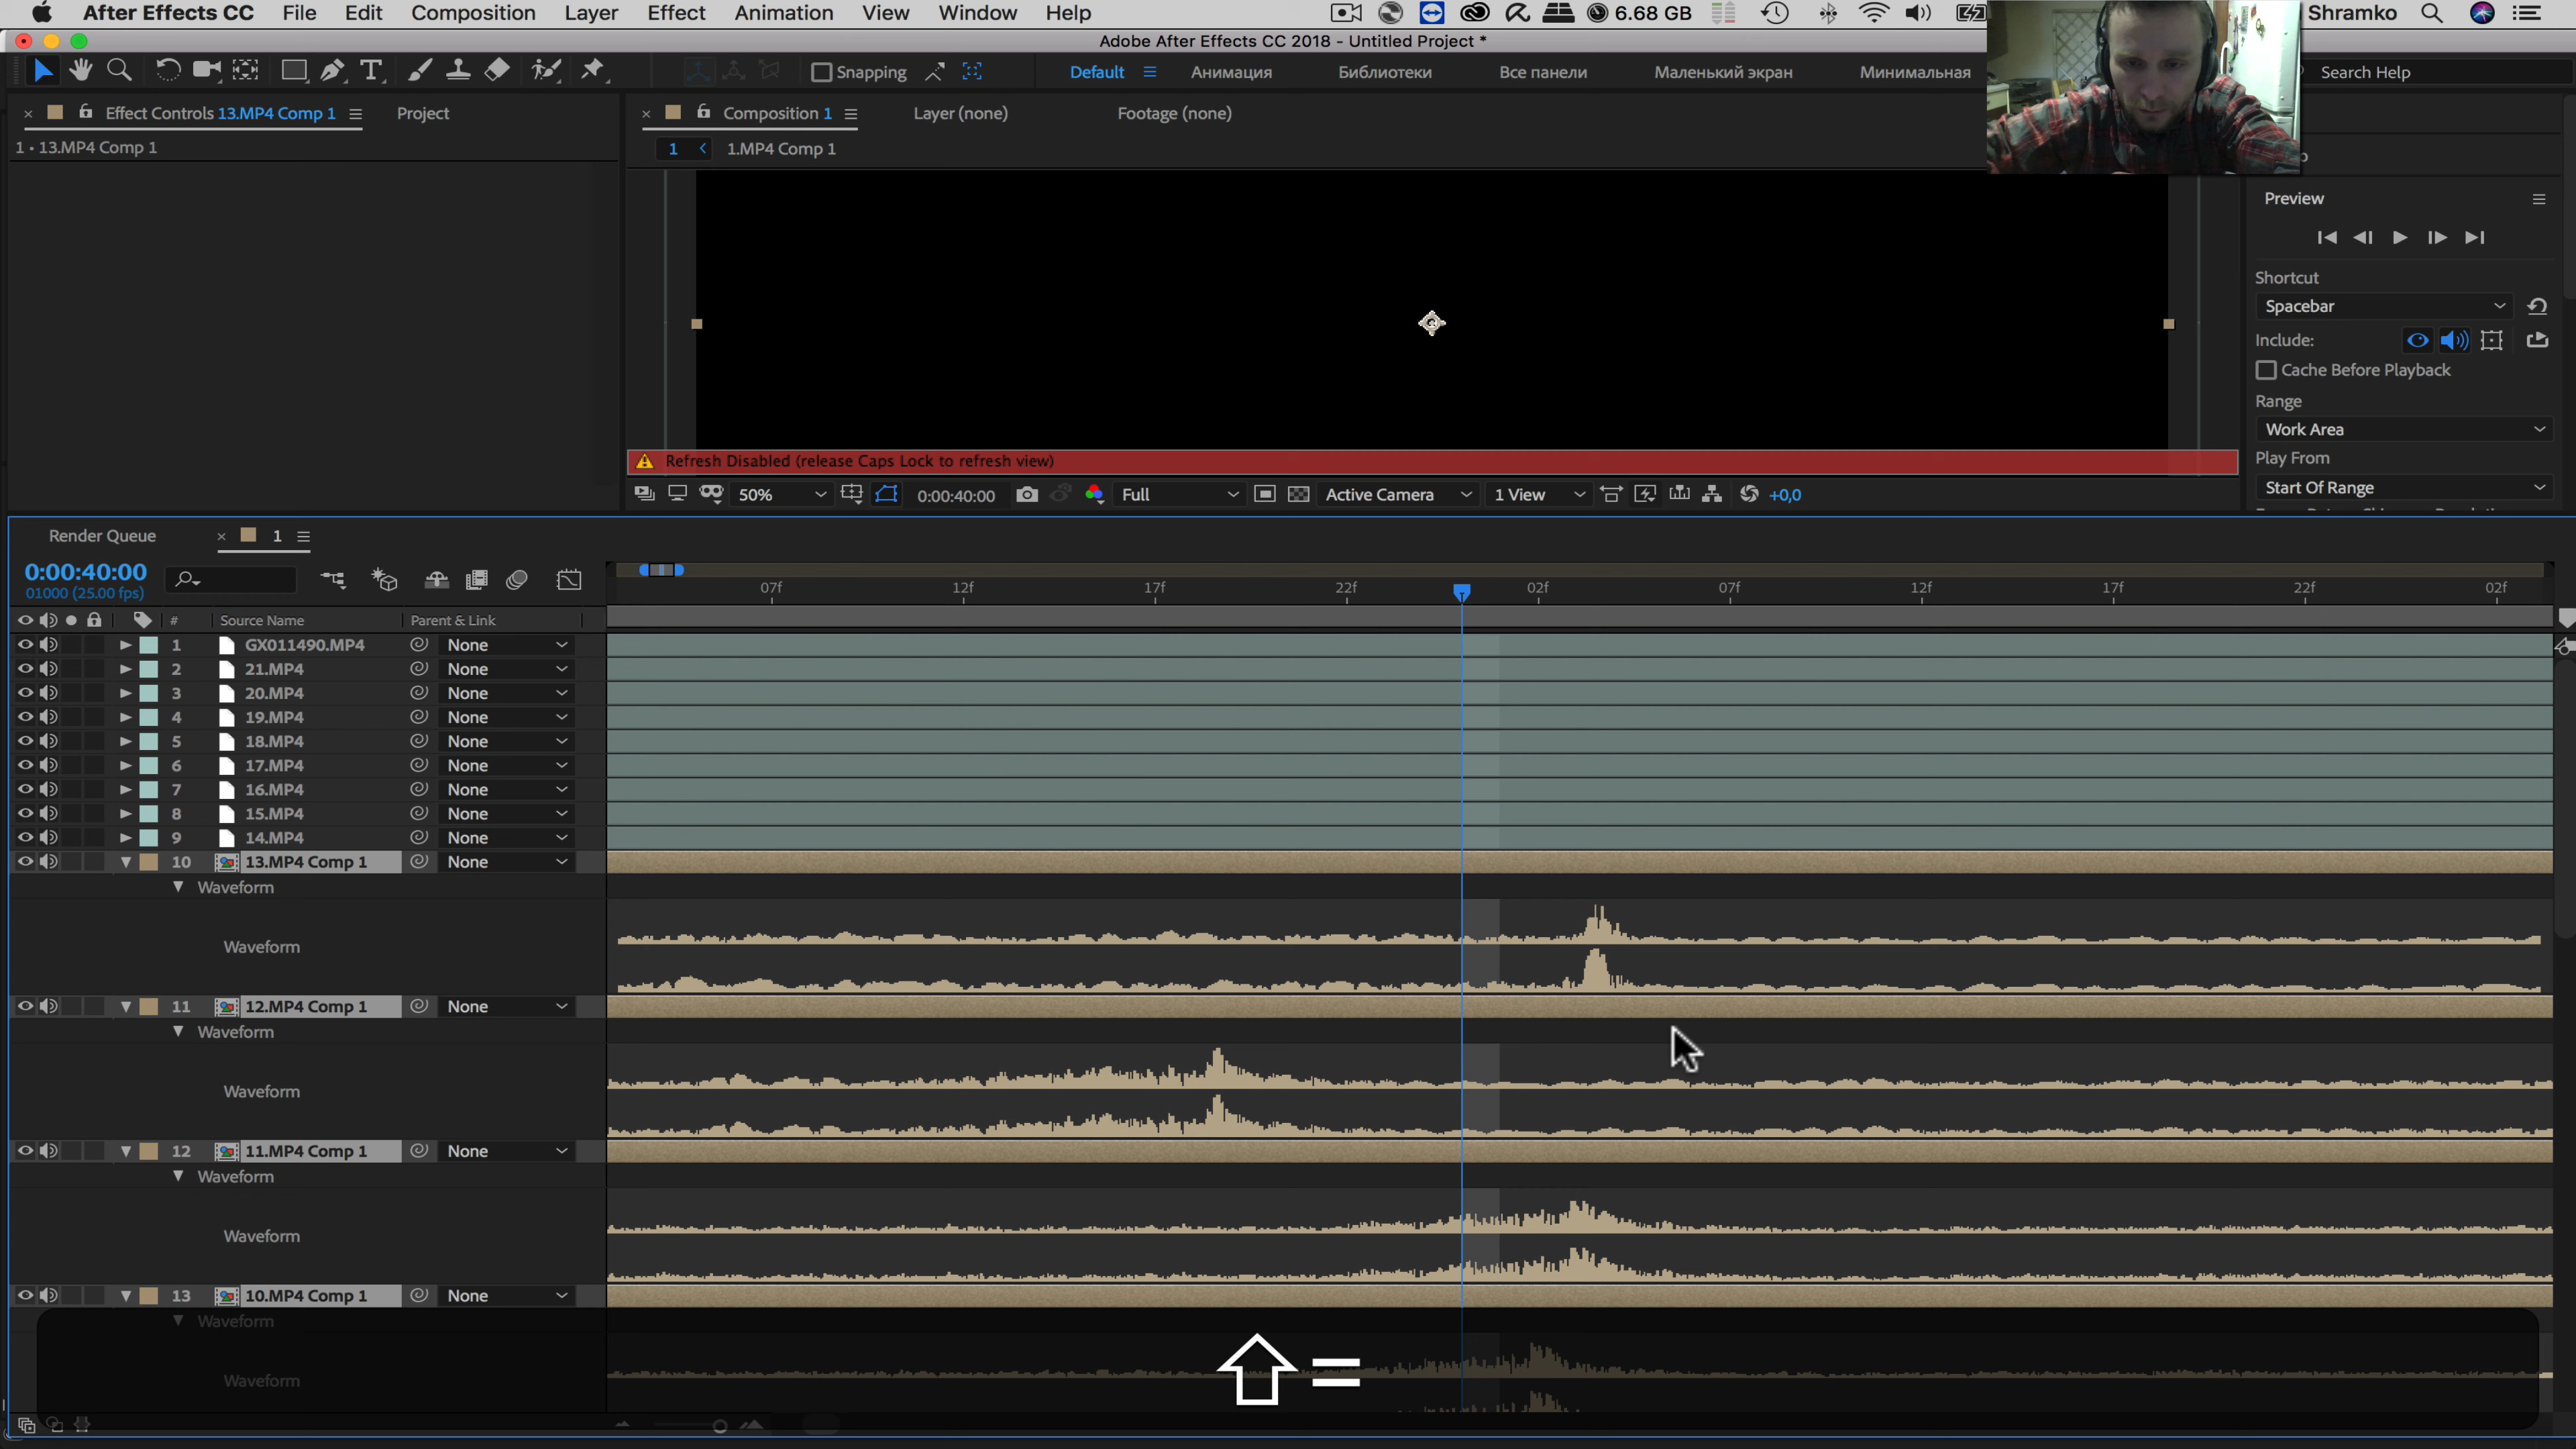 After Effects CC File Edit Composition Layer Effect Animation View Window Help 6.68 GB Shramko
Adobe After Effects CC 2018 - Untitled Project *
Snapping Default Анимация Библиотеки Все панели Маленький экран Минимальная Search Help
Effect Controls 13.MP4 Comp 1 Project Composition 1 Layer (none) Footage (none)
1 • 13.MP4 Comp 1
1 1.MP4 Comp 1
Preview
Shortcut
Spacebar
Include:
Cache Before Playback
Range
Work Area
Refresh Disabled (release Caps Lock to refresh view)
Play From
Start Of Range
50% 0:00:40:00 Full Active Camera 1 View +0,0
Render Queue 1
0:00:40:00
01000 (25.00 fps)
07f 12f 17f 22f 02f 07f 12f 17f 22f 02f
# Source Name Parent & Link
1 GX011490.MP4 None
2 21.MP4 None
3 20.MP4 None
4 19.MP4 None
5 18.MP4 None
6 17.MP4 None
7 16.MP4 None
8 15.MP4 None
9 14.MP4 None
10 13.MP4 Comp 1 None
Waveform
Waveform
11 12.MP4 Comp 1 None
Waveform
Waveform
12 11.MP4 Comp 1 None
Waveform
Waveform
13 10.MP4 Comp 1 None
Waveform
Waveform
⇧ =